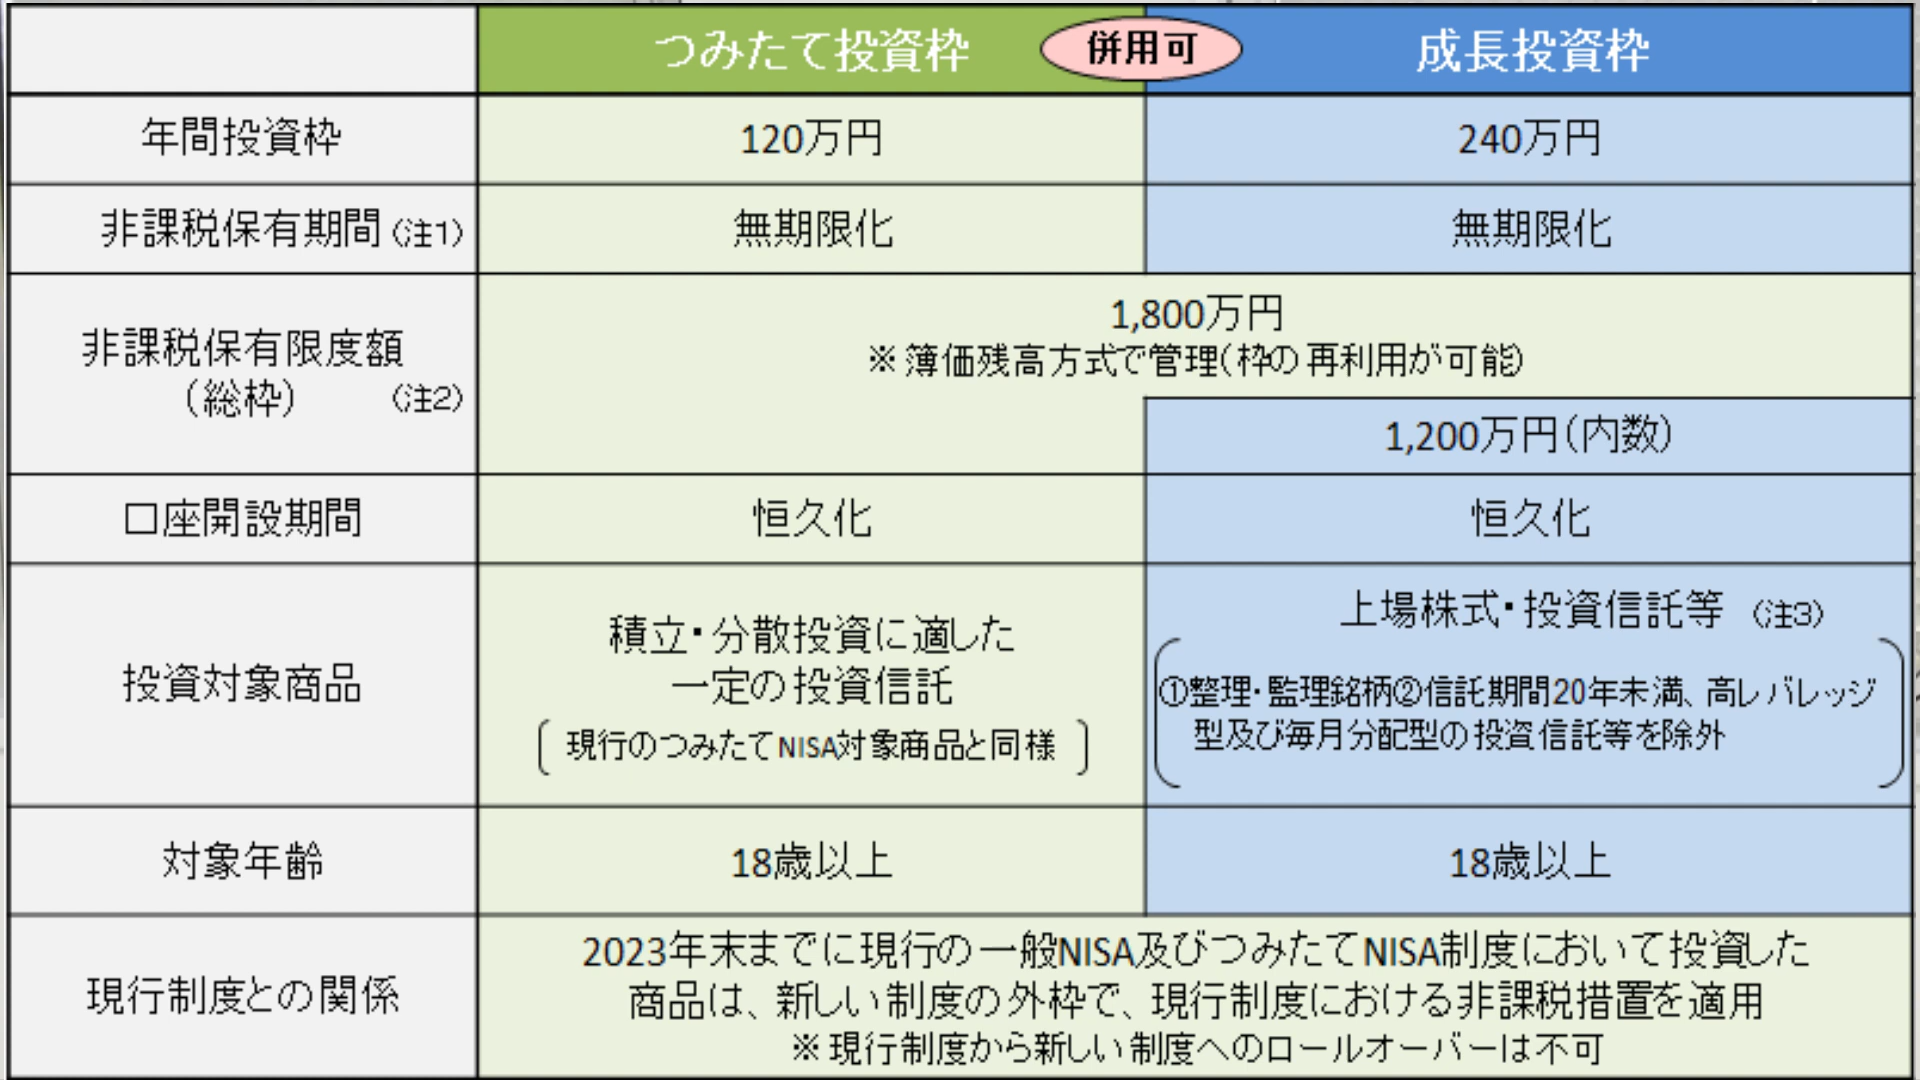 つみたて投資枠 併用可 成長投資枠
年間投資枠 120万円 240万円
非課税保有期間(注1) 無期限化 無期限化
非課税保有限度額
(総枠) (注2)
1,800万円
※簿価残高方式で管理(枠の再利用が可能)
1,200万円(内数)
口座開設期間 恒久化 恒久化
投資対象商品
積立・分散投資に適した
一定の投資信託
〔現行のつみたてNISA対象商品と同様〕
上場株式・投資信託等 (注3)
①整理・監理銘柄②信託期間20年未満、高レバレッジ
型及び毎月分配型の投資信託等を除外
対象年齢 18歳以上 18歳以上
現行制度との関係
2023年末までに現行の一般NISA及びつみたてNISA制度において投資した
商品は、新しい制度の外枠で、現行制度における非課税措置を適用
※現行制度から新しい制度へのロールオーバーは不可